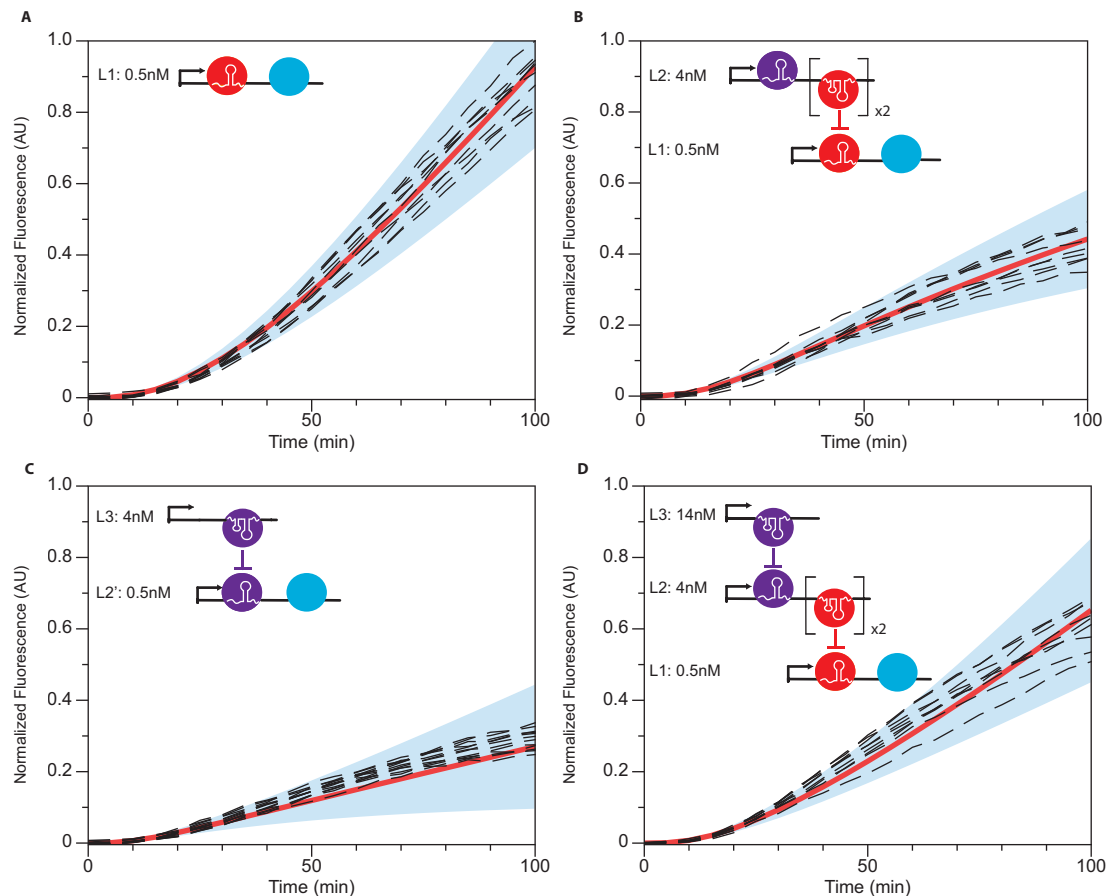 A
Normalized Fluorescence (AU)
1.0
0.8
0.6
0.4
0.2
0
L1: 0.5nM
0
50
100
Time (min)
B
Normalized Fluorescence (AU)
1.0
0.8
0.6
0.4
0.2
0
L2: 4nM
x2
L1: 0.5nM
0
50
100
Time (min)
C
Normalized Fluorescence (AU)
1.0
0.8
0.6
0.4
0.2
0
L3: 4nM
L2': 0.5nM
0
50
100
Time (min)
D
Normalized Fluorescence (AU)
1.0
0.8
0.6
0.4
0.2
0
L3: 14nM
L2: 4nM
x2
L1: 0.5nM
0
50
100
Time (min)